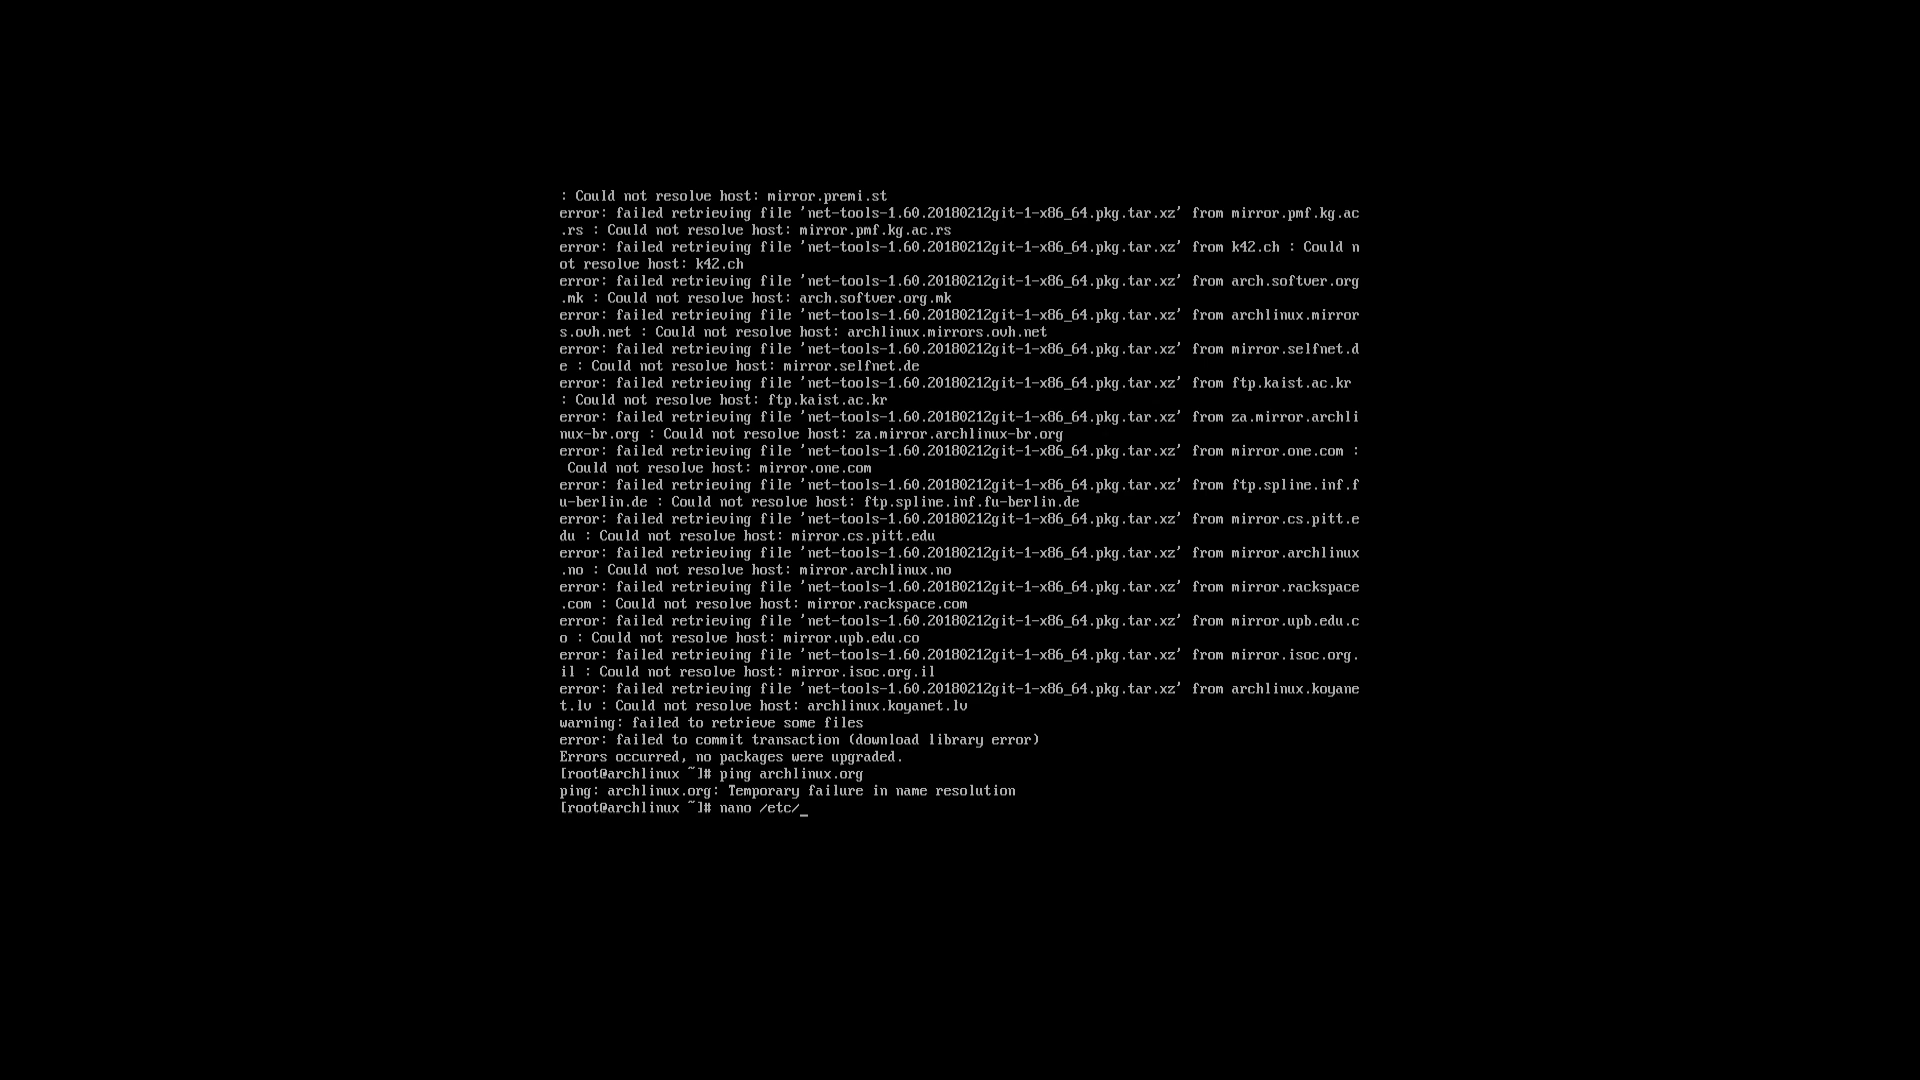 : Could not resolve host: mirror.premi.st
error: failed retrieving file 'net-tools-1.60.20180212git-1-x86_64.pkg.tar.xz' from mirror.pmf.kg.ac
.rs : Could not resolve host: mirror.pmf.kg.ac.rs
error: failed retrieving file 'net-tools-1.60.20180212git-1-x86_64.pkg.tar.xz' from k42.ch : Could n
ot resolve host: k42.ch
error: failed retrieving file 'net-tools-1.60.20180212git-1-x86_64.pkg.tar.xz' from arch.softver.org
.mk : Could not resolve host: arch.softver.org.mk
error: failed retrieving file 'net-tools-1.60.20180212git-1-x86_64.pkg.tar.xz' from archlinux.mirror
s.ovh.net : Could not resolve host: archlinux.mirrors.ovh.net
error: failed retrieving file 'net-tools-1.60.20180212git-1-x86_64.pkg.tar.xz' from mirror.selfnet.d
e : Could not resolve host: mirror.selfnet.de
error: failed retrieving file 'net-tools-1.60.20180212git-1-x86_64.pkg.tar.xz' from ftp.kaist.ac.kr
: Could not resolve host: ftp.kaist.ac.kr
error: failed retrieving file 'net-tools-1.60.20180212git-1-x86_64.pkg.tar.xz' from za.mirror.archli
nux-br.org : Could not resolve host: za.mirror.archlinux-br.org
error: failed retrieving file 'net-tools-1.60.20180212git-1-x86_64.pkg.tar.xz' from mirror.one.com :
 Could not resolve host: mirror.one.com
error: failed retrieving file 'net-tools-1.60.20180212git-1-x86_64.pkg.tar.xz' from ftp.spline.inf.f
u-berlin.de : Could not resolve host: ftp.spline.inf.fu-berlin.de
error: failed retrieving file 'net-tools-1.60.20180212git-1-x86_64.pkg.tar.xz' from mirror.cs.pitt.e
du : Could not resolve host: mirror.cs.pitt.edu
error: failed retrieving file 'net-tools-1.60.20180212git-1-x86_64.pkg.tar.xz' from mirror.archlinux
.no : Could not resolve host: mirror.archlinux.no
error: failed retrieving file 'net-tools-1.60.20180212git-1-x86_64.pkg.tar.xz' from mirror.rackspace
.com : Could not resolve host: mirror.rackspace.com
error: failed retrieving file 'net-tools-1.60.20180212git-1-x86_64.pkg.tar.xz' from mirror.upb.edu.c
o : Could not resolve host: mirror.upb.edu.co
error: failed retrieving file 'net-tools-1.60.20180212git-1-x86_64.pkg.tar.xz' from mirror.isoc.org.
il : Could not resolve host: mirror.isoc.org.il
error: failed retrieving file 'net-tools-1.60.20180212git-1-x86_64.pkg.tar.xz' from archlinux.koyane
t.lv : Could not resolve host: archlinux.koyanet.lv
warning: failed to retrieve some files
error: failed to commit transaction (download library error)
Errors occurred, no packages were upgraded.
[root@archlinux ~]# ping archlinux.org
ping: archlinux.org: Temporary failure in name resolution
[root@archlinux ~]# nano /etc/_